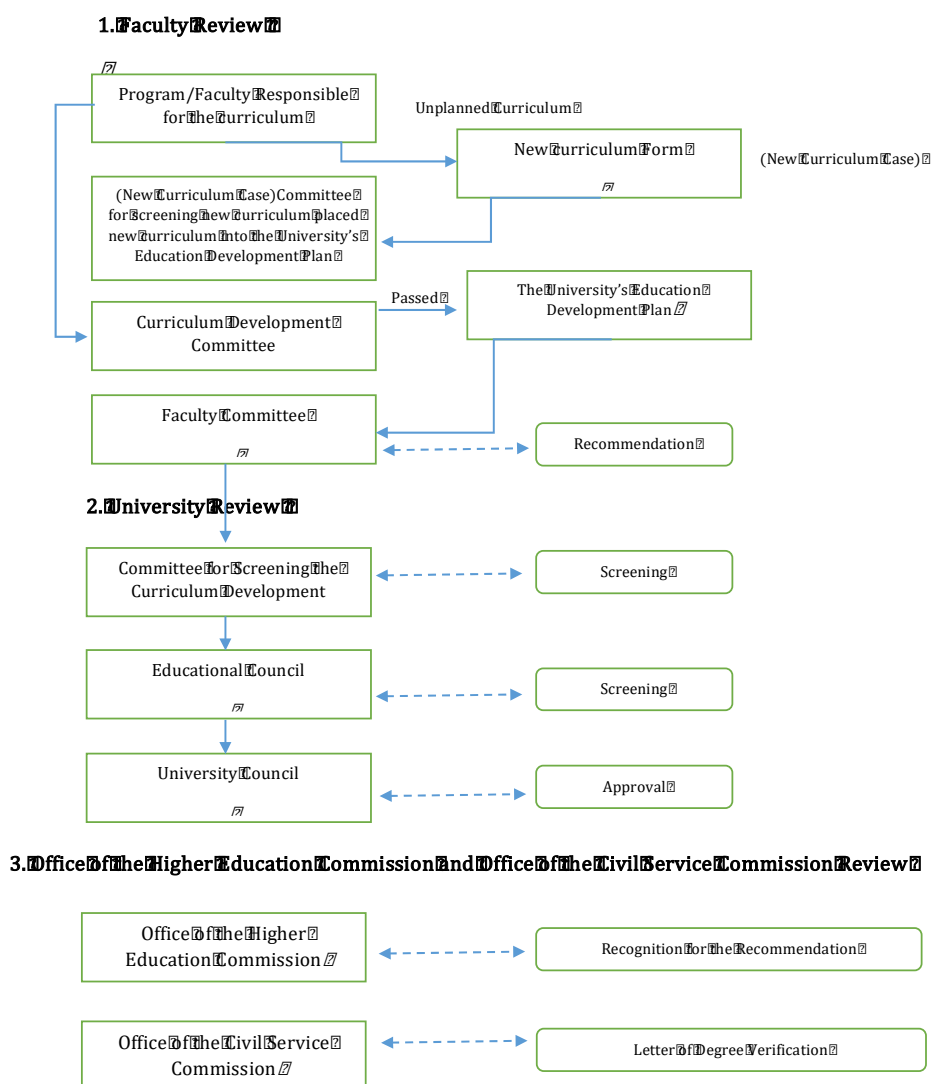 1. Faculty Review
Program/Faculty Responsible
for the curriculum
Unplanned Curriculum
New curriculum Form
(New Curriculum Case)
(New Curriculum Case)Committee
for screening new curriculum placed
new curriculum into the University's
Education Development Plan
The University's Education
Development Plan
Passed
Curriculum Development
Committee
Faculty Committee
Recommendation
2. University Review
Committee for Screening the
Curriculum Development
Screening
Educational Council
Screening
University Council
Approval
3. Office of the Higher Education Commission and Office of the Civil Service Commission Review
Office of the Higher
Education Commission
Recognition for the Recommendation
Office of the Civil Service
Commission
Letter of Degree Verification